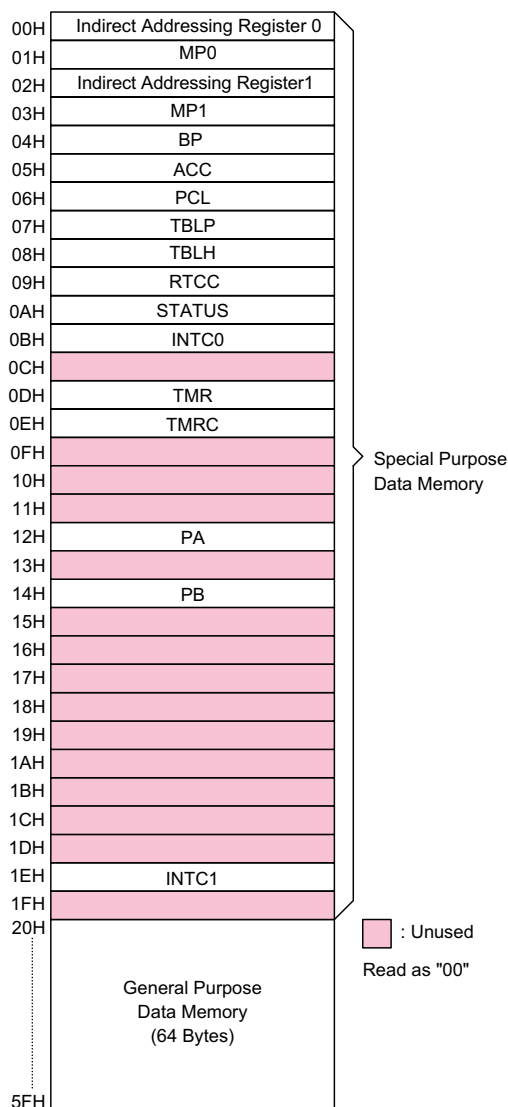 00H Indirect Addressing Register 0
01H MP0
02H Indirect Addressing Register1
03H MP1
04H BP
05H ACC
06H PCL
07H TBLP
08H TBLH
09H RTCC
0AH STATUS
0BH INTC0
0CH
0DH TMR
0EH TMRC
0FH
10H
11H
12H PA
13H
14H PB
15H
16H
17H
18H
19H
1AH
1BH
1CH
1DH
1EH INTC1
1FH
20H
Special Purpose
Data Memory
: Unused
Read as "00"
General Purpose
Data Memory
(64 Bytes)
5FH